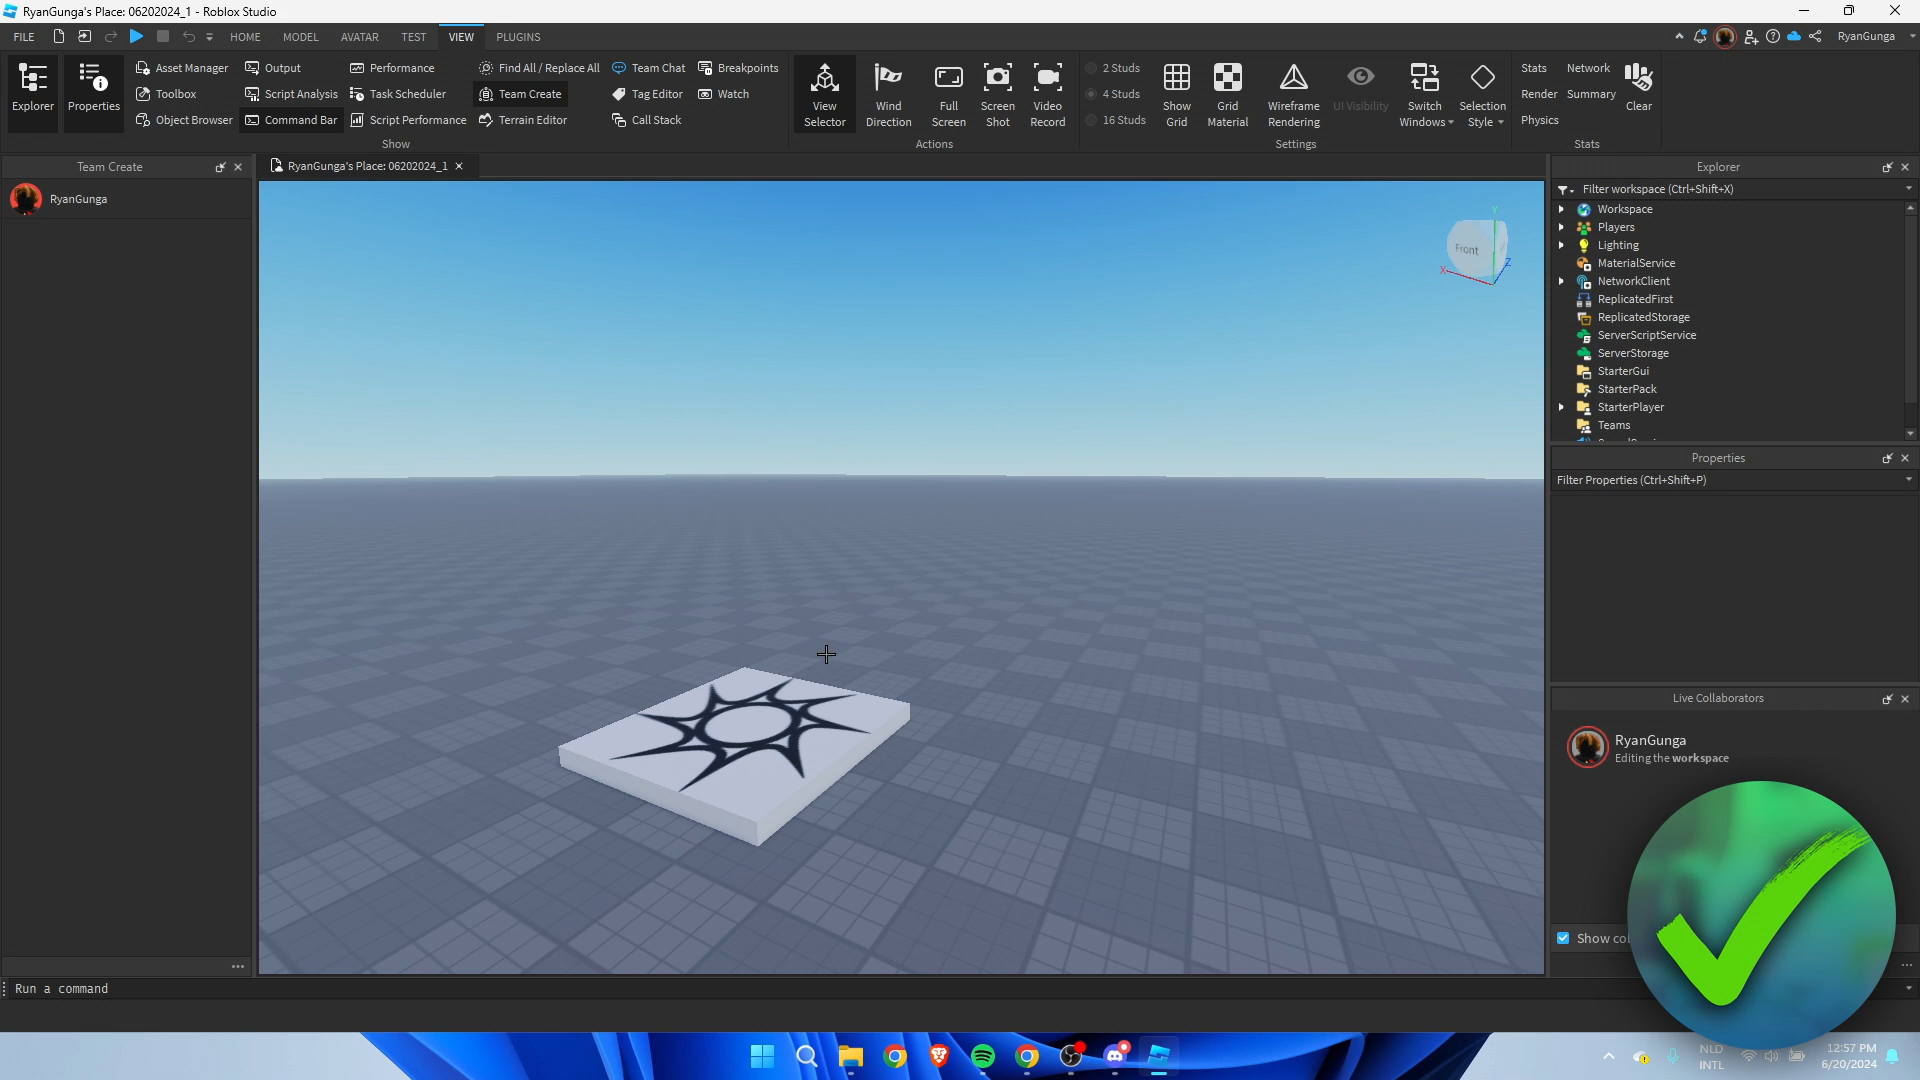 RyanGunga's Place: 06202024_1 - Roblox Studio
FILE HOME MODEL AVATAR TEST VIEW PLUGINS RyanGunga
Explorer
Properties
Asset Manager
Toolbox
Object Browser
Output
Script Analysis
Command Bar
Performance
Task Scheduler
Script Performance
Find All / Replace All
Team Create
Terrain Editor
Team Chat
Tag Editor
Call Stack
Breakpoints
Watch
Show
View
Selector
Wind
Direction
Full
Screen
Screen
Shot
Video
Record
Actions
2 Studs
4 Studs
16 Studs
Show
Grid
Grid
Material
Wireframe
Rendering
UI Visibility
Switch
Windows
Selection
Style
Settings
Stats
Render
Physics
Network
Summary
Clear
Stats
Team Create
RyanGunga
RyanGunga's Place: 06202024_1
Front
X
Y
Z
Explorer
Filter workspace (Ctrl+Shift+X)
Workspace
Players
Lighting
MaterialService
NetworkClient
ReplicatedFirst
ReplicatedStorage
ServerScriptService
ServerStorage
StarterGui
StarterPack
StarterPlayer
Teams
Properties
Filter Properties (Ctrl+Shift+P)
Live Collaborators
RyanGunga
Editing the workspace
Show
Run a command
NLD
INTL
12:57 PM
6/20/2024